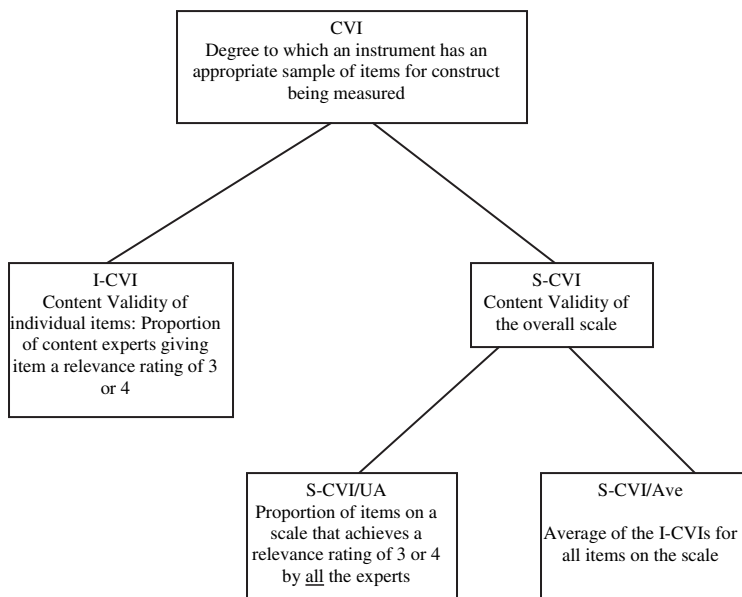 CVI
Degree to which an instrument has an
appropriate sample of items for construct
being measured
I-CVI
Content Validity of
individual items: Proportion
of content experts giving
item a relevance rating of 3
or 4
S-CVI
Content Validity of
the overall scale
S-CVI/UA
Proportion of items on a
scale that achieves a
relevance rating of 3 or 4
by all the experts
S-CVI/Ave
Average of the I-CVIs for
all items on the scale